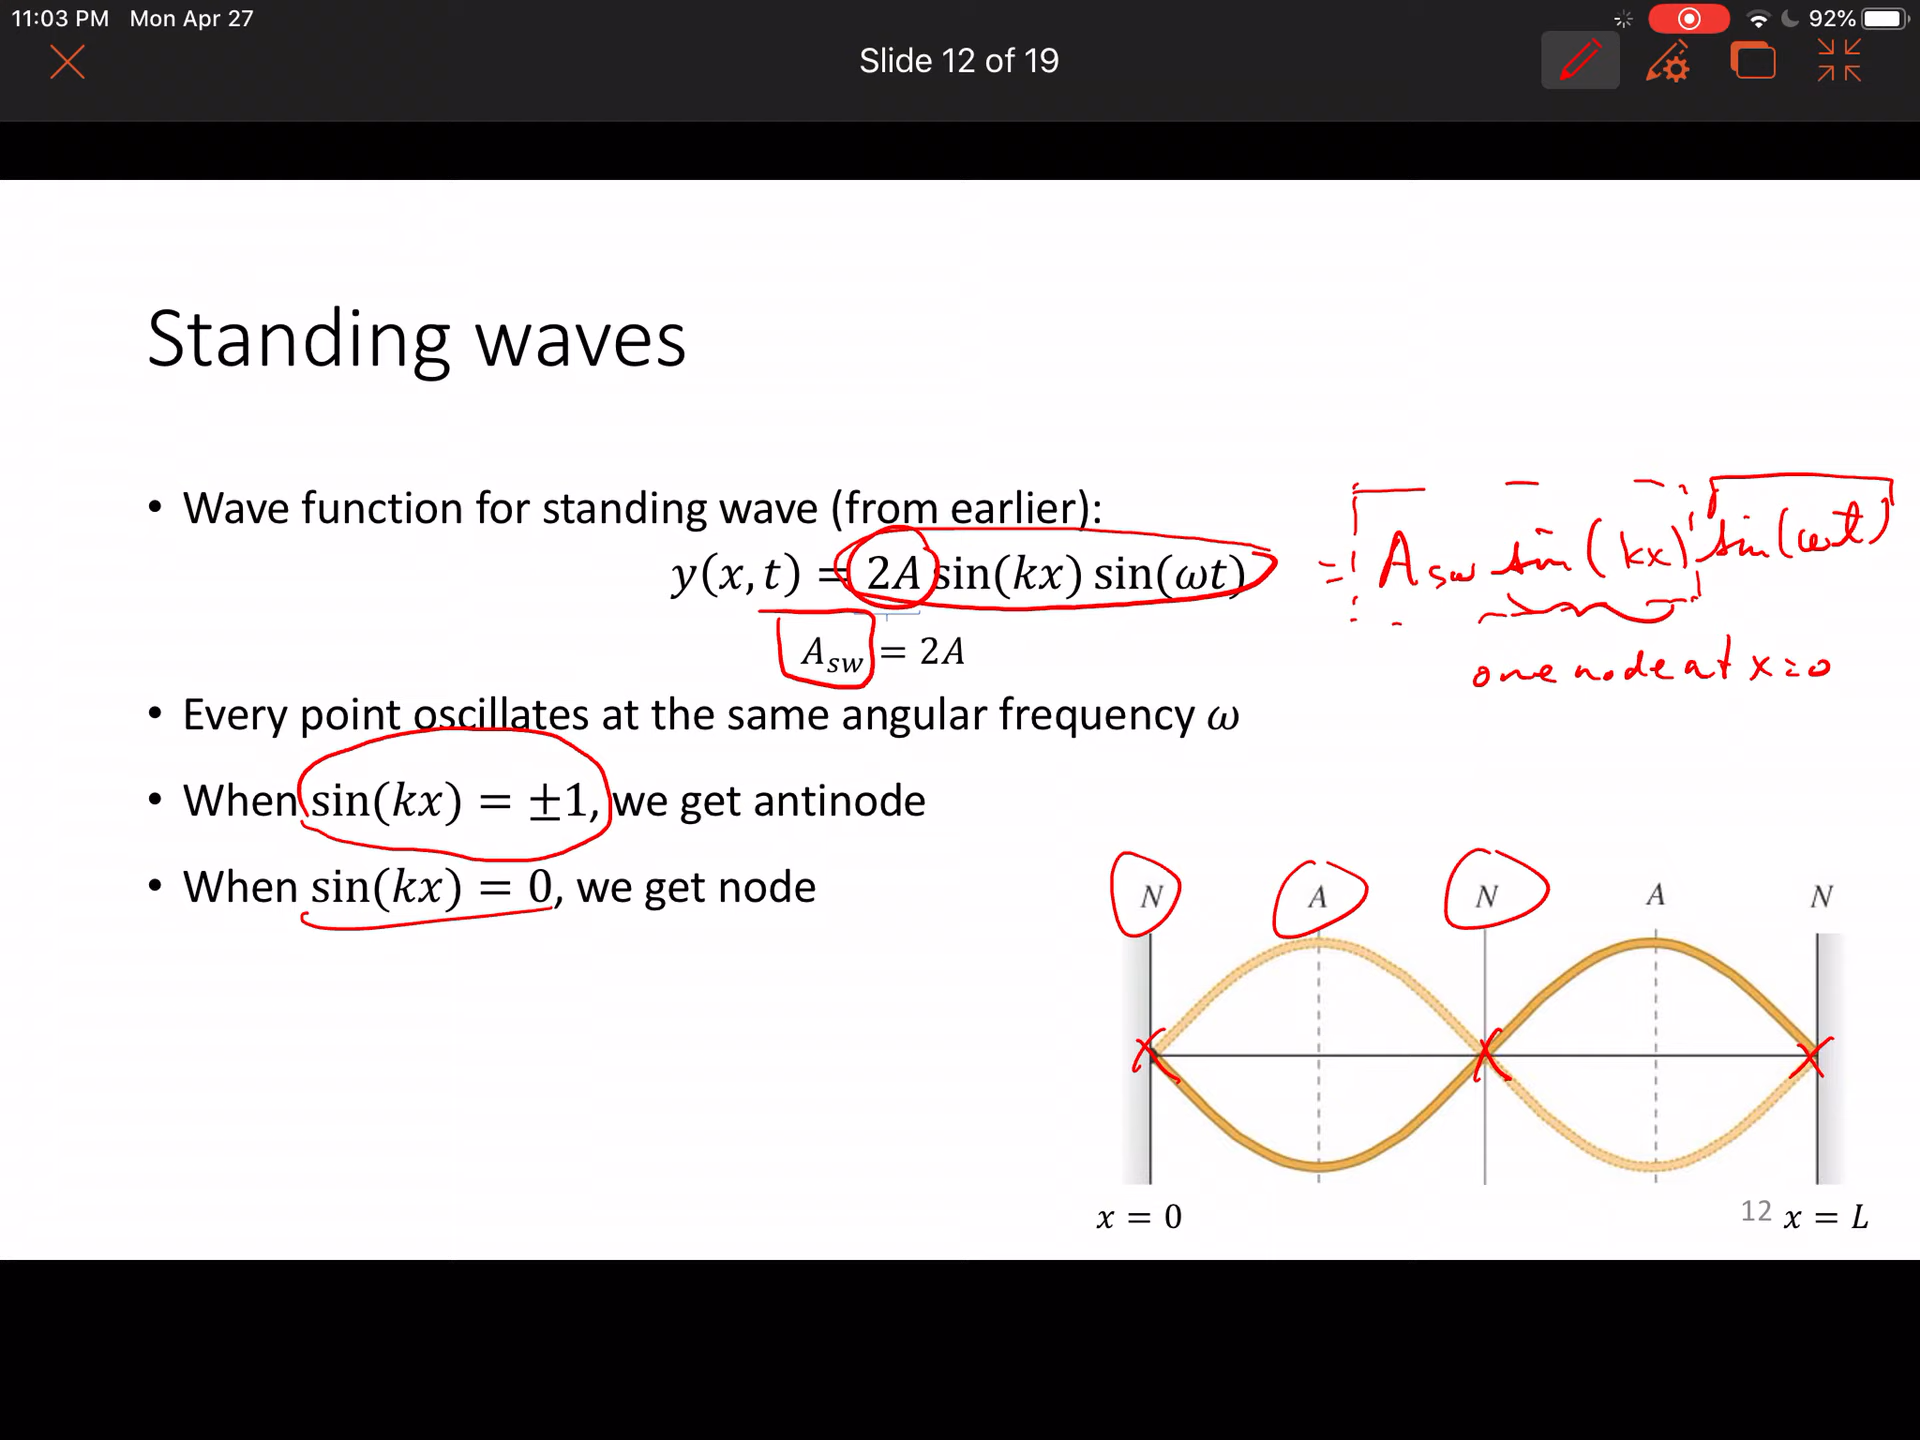 11:03 PM Mon Apr 27
92%
Slide 12 of 19
Standing waves
• Wave function for standing wave (from earlier):
y(x, t) = 2A sin(kx) sin(ωt)
= A_sw sin(kx) sin(ωt)
A_sw = 2A
one node at x=0
• Every point oscillates at the same angular frequency ω
• When sin(kx) = ±1, we get antinode
• When sin(kx) = 0, we get node
N A N A N
x = 0
12
x = L